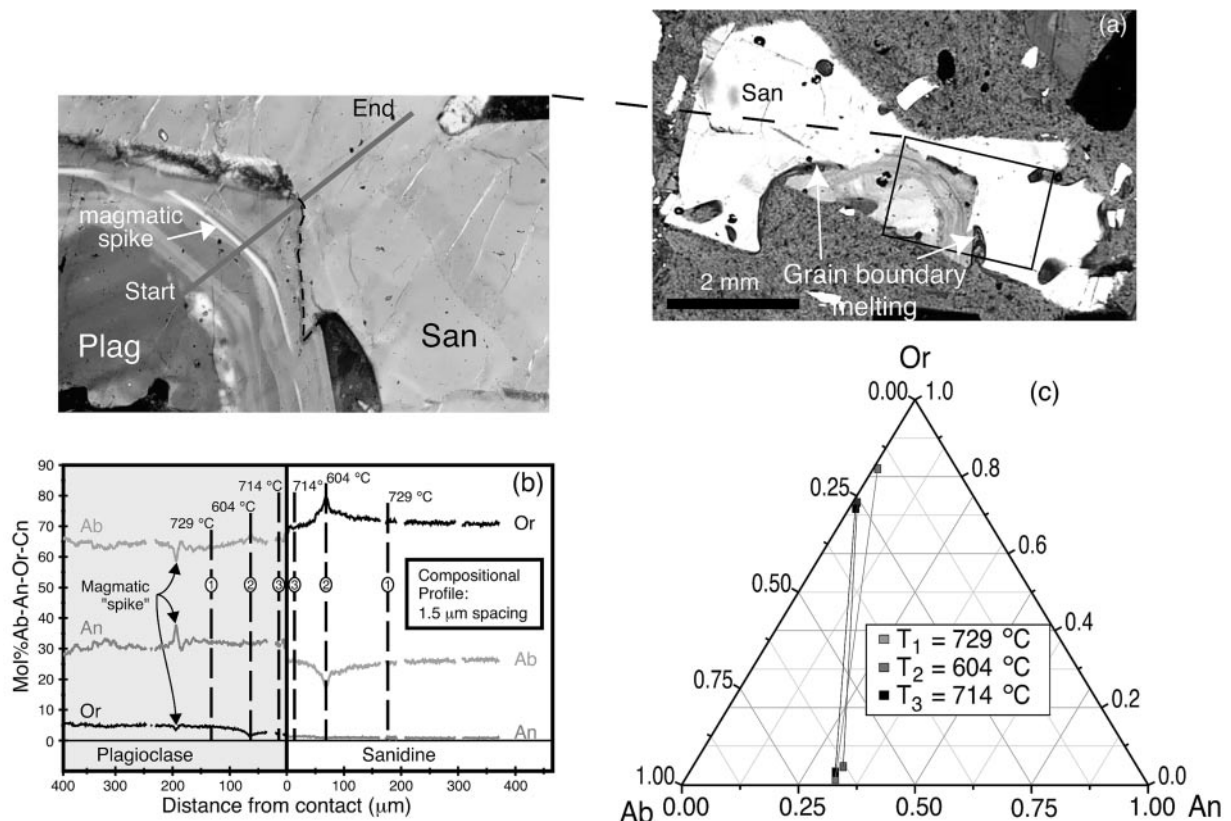 (a)
San
Grain boundary
melting
2 mm
End
magmatic
spike
Start
Plag
San
(b)
Mol%Ab-An-Or-Cn
90
80
70
60
50
40
30
20
10
0
Ab
An
Or
729 °C
604 °C
714 °C
714°
604 °C
729 °C
Magmatic
"spike"
1
2
3
3
2
1
Or
Ab
An
Compositional
Profile:
1.5 μm spacing
Plagioclase
Sanidine
400
300
200
100
0
100
200
300
400
Distance from contact (μm)
(c)
Or
0.00
1.0
0.25
0.8
0.50
0.6
0.75
0.4
0.2
1.00
0.0
T1 = 729 °C
T2 = 604 °C
T3 = 714 °C
0.00
0.25
0.50
0.75
1.00
Ab
An